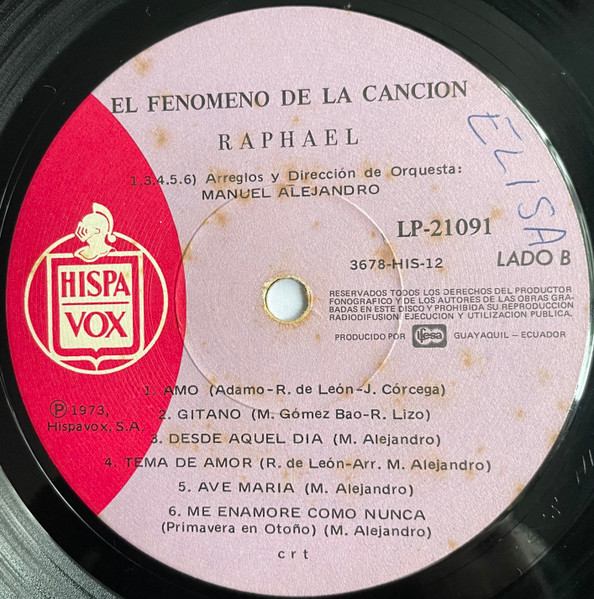 EL FENOMENO DE LA CANCION
RAPHAEL
1.3.4.5.6) Arreglos y Dirección de Orquesta:
MANUEL ALEJANDRO
ELISA
LP-21091
3678-HIS-12 LADO B
HISPA
VOX
RESERVADOS TODOS LOS DERECHOS DEL PRODUCTOR
FONOGRAFICO Y DE LOS AUTORES DE LAS OBRAS GRA-
BADAS EN ESTE DISCO Y PROHIBIDA SU REPRODUCCION
RADIODIFUSION, EJECUCION Y UTILIZACION PUBLICA.
PRODUCIDO POR ifesa GUAYAQUIL - ECUADOR
1. AMO (Adamo-R. de León-J. Córcega)
Ⓟ 1973,
Hispavox, S.A.
2. GITANO (M. Gómez Bao-R. Lizo)
3. DESDE AQUEL DIA (M. Alejandro)
4. TEMA DE AMOR (R. de León-Arr. M. Alejandro)
5. AVE MARIA (M. Alejandro)
6. ME ENAMORE COMO NUNCA
(Primavera en Otoño) (M. Alejandro)
crt